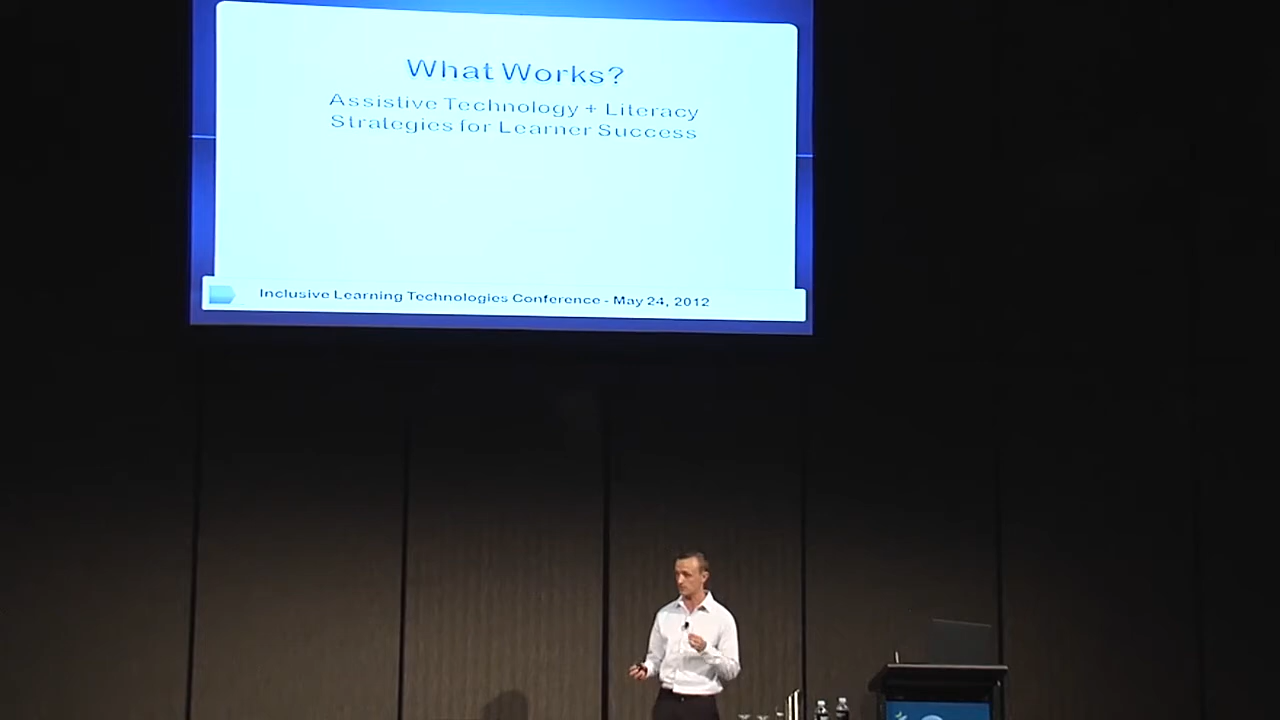 What Works?
Assistive Technology + Literacy
Strategies for Learner Success
Inclusive Learning Technologies Conference - May 24, 2012